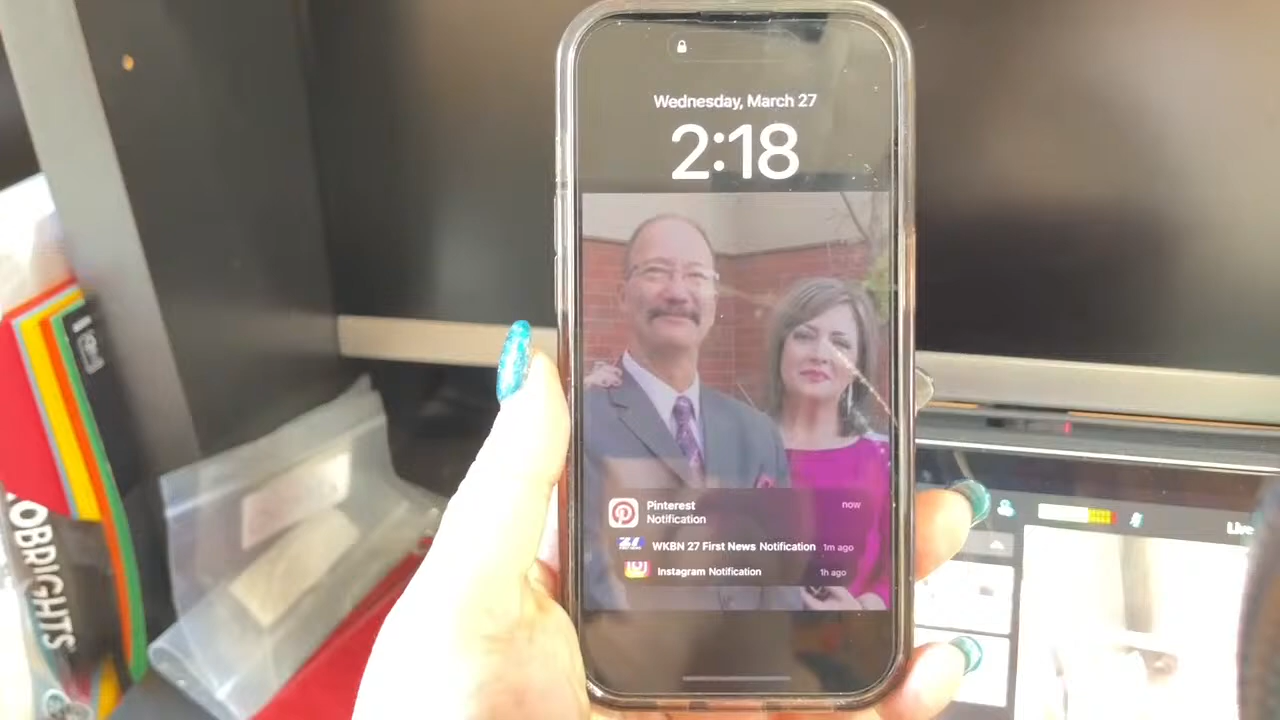 Wednesday, March 27
2:18
Pinterest
now
Notification
WKBN 27 First News Notification
1m ago
Instagram Notification
1h ago
OBRIGHTS
Live